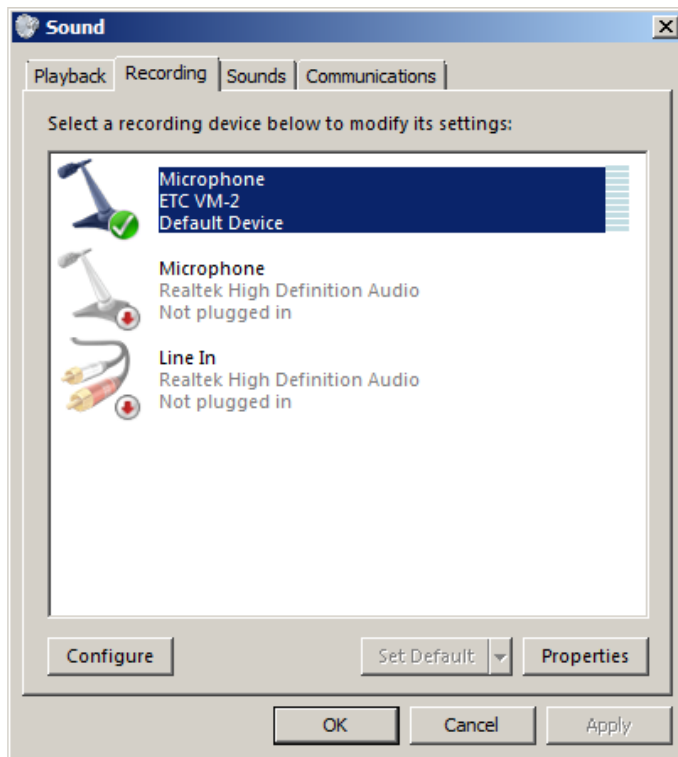 Sound
Playback
Recording
Sounds
Communications
Select a recording device below to modify its settings:
Microphone
ETC VM-2
Default Device
Microphone
Realtek High Definition Audio
Not plugged in
Line In
Realtek High Definition Audio
Not plugged in
Configure
Set Default
Properties
OK
Cancel
Apply